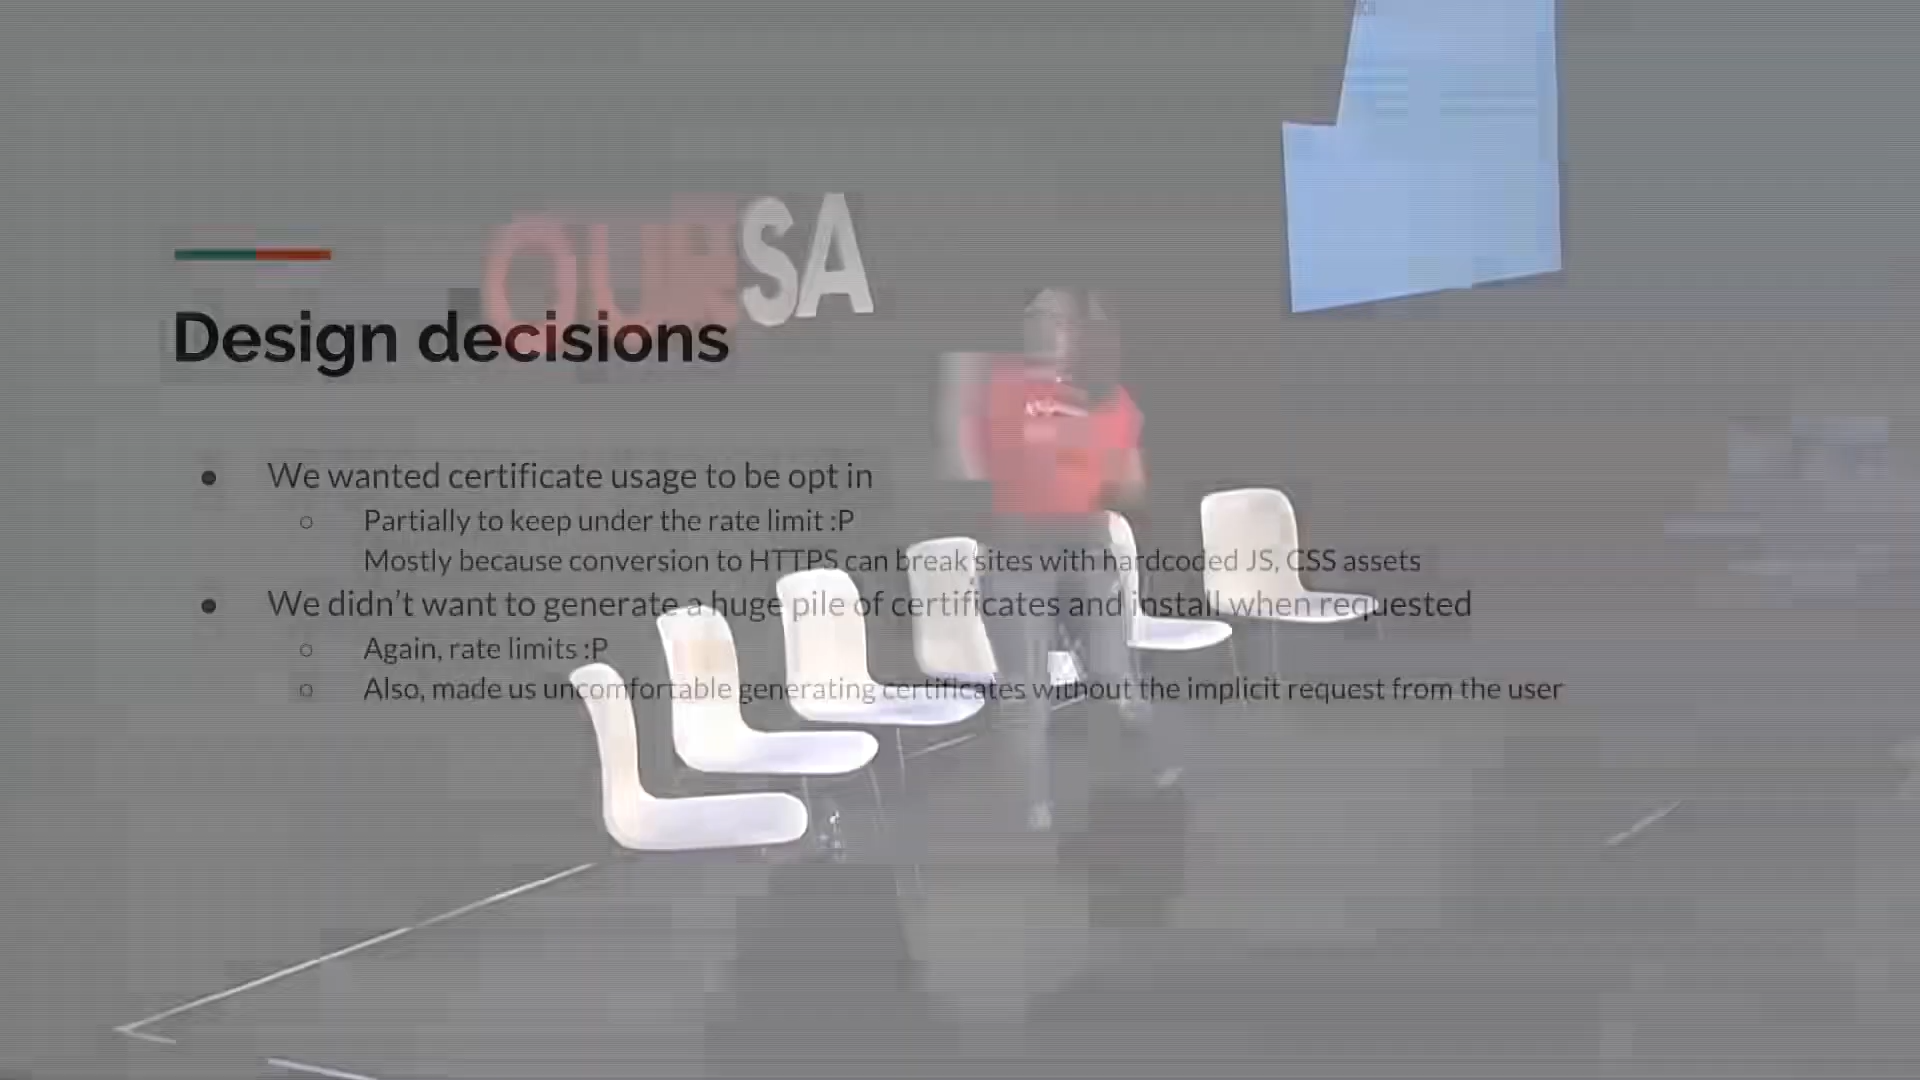 OURSA
Design decisions
● We wanted certificate usage to be opt in
○ Partially to keep under the rate limit :P
Mostly because conversion to HTTPS can break sites with hardcoded JS, CSS assets
● We didn't want to generate a huge pile of certificates and install when requested
○ Again, rate limits :P
○ Also, made us uncomfortable generating certificates without the implicit request from the user